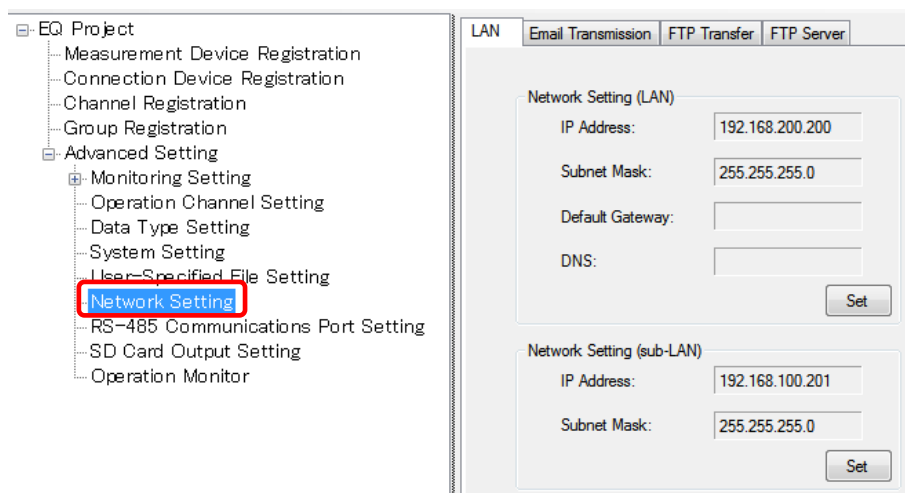 EQ Project
Measurement Device Registration
Connection Device Registration
Channel Registration
Group Registration
Advanced Setting
Monitoring Setting
Operation Channel Setting
Data Type Setting
System Setting
User-Specified File Setting
Network Setting
RS-485 Communications Port Setting
SD Card Output Setting
Operation Monitor
LAN Email Transmission FTP Transfer FTP Server
Network Setting (LAN)
IP Address: 192.168.200.200
Subnet Mask: 255.255.255.0
Default Gateway:
DNS:
Set
Network Setting (sub-LAN)
IP Address: 192.168.100.201
Subnet Mask: 255.255.255.0
Set